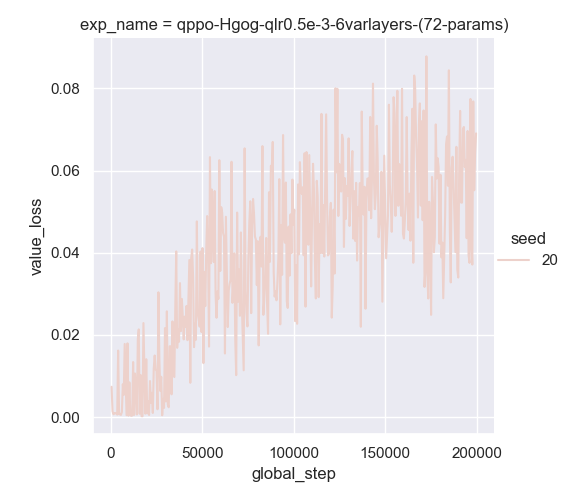 exp_name = qppo-Hgog-qlr0.5e-3-6varlayers-(72-params)
0.08
0.06
0.04
0.02
0.00
value_loss
0
50000
100000
150000
200000
global_step
seed
20